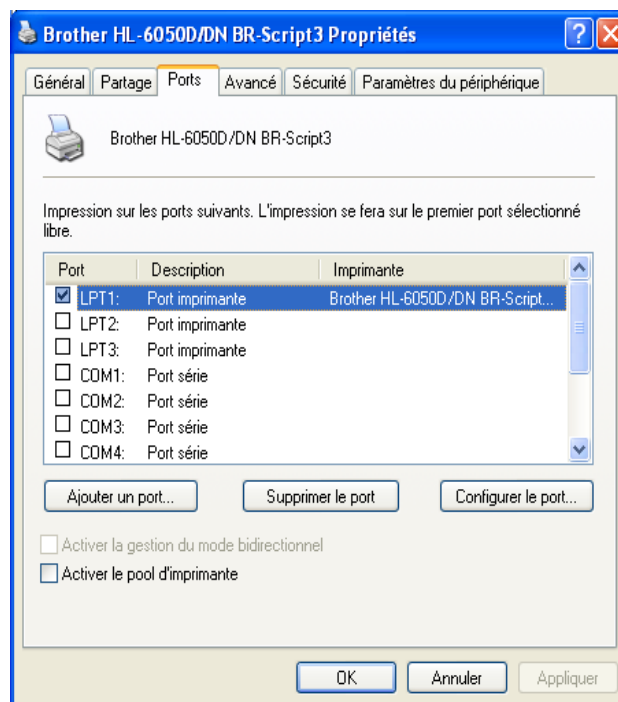 Brother HL-6050D/DN BR-Script3 Propriétés
Général Partage Ports Avancé Sécurité Paramètres du périphérique
Brother HL-6050D/DN BR-Script3
Impression sur les ports suivants. L'impression se fera sur le premier port sélectionné
libre.
Port Description Imprimante
LPT1: Port imprimante Brother HL-6050D/DN BR-Script...
LPT2: Port imprimante
LPT3: Port imprimante
COM1: Port série
COM2: Port série
COM3: Port série
COM4: Port série
Ajouter un port... Supprimer le port Configurer le port...
Activer la gestion du mode bidirectionnel
Activer le pool d'imprimante
OK Annuler Appliquer